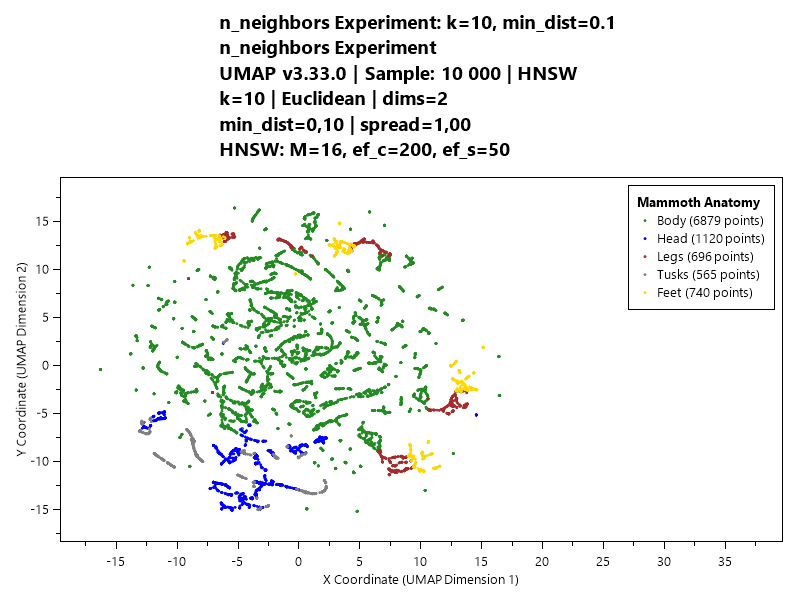 n_neighbors Experiment: k=10, min_dist=0.1
n_neighbors Experiment
UMAP v3.33.0 | Sample: 10 000 | HNSW
k=10 | Euclidean | dims=2
min_dist=0,10 | spread=1,00
HNSW: M=16, ef_c=200, ef_s=50
Mammoth Anatomy
Body (6879 points)
Head (1120 points)
Legs (696 points)
Tusks (565 points)
Feet (740 points)
Y Coordinate (UMAP Dimension 2)
15
10
5
0
-5
-10
-15
-15 -10 -5 0 5 10 15 20 25 30 35
X Coordinate (UMAP Dimension 1)